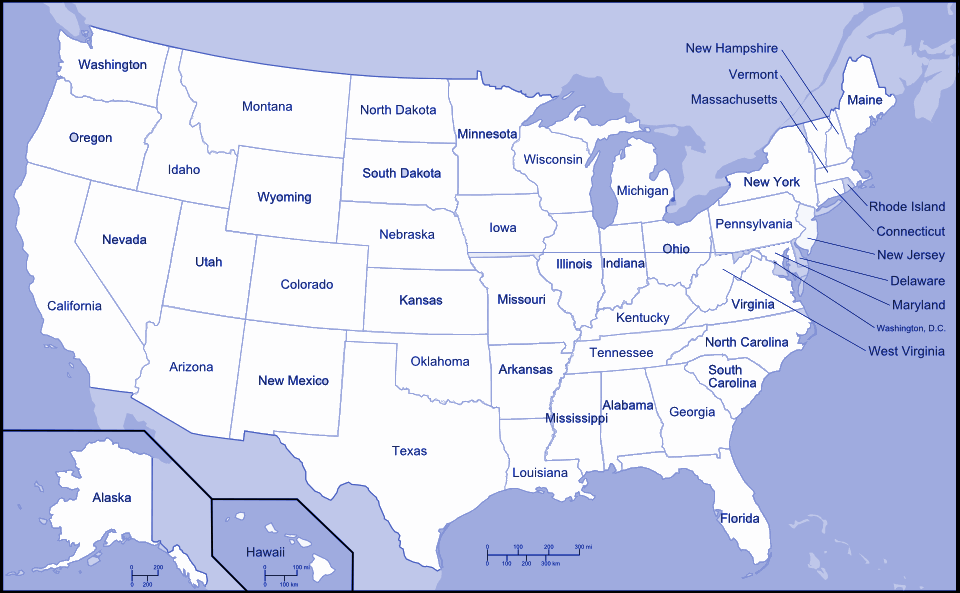 New Hampshire
Vermont
Massachusetts
Maine
Washington
Montana
North Dakota
Minnesota
Oregon
Idaho
Wisconsin
South Dakota
Michigan
New York
Wyoming
Rhode Island
Iowa
Pennsylvania
Connecticut
Nebraska
Nevada
Ohio
New Jersey
Utah
Illinois
Indiana
Colorado
Delaware
Kansas
Missouri
California
Virginia
Maryland
Kentucky
Washington, D.C.
North Carolina
West Virginia
Tennessee
Oklahoma
Arizona
Arkansas
South
Carolina
New Mexico
Alabama
Georgia
Mississippi
Texas
Louisiana
Alaska
Florida
Hawaii
0 100 200 300 mi
0 100 200 300 km
0 200
0 200
0 100 mi
0 100 km